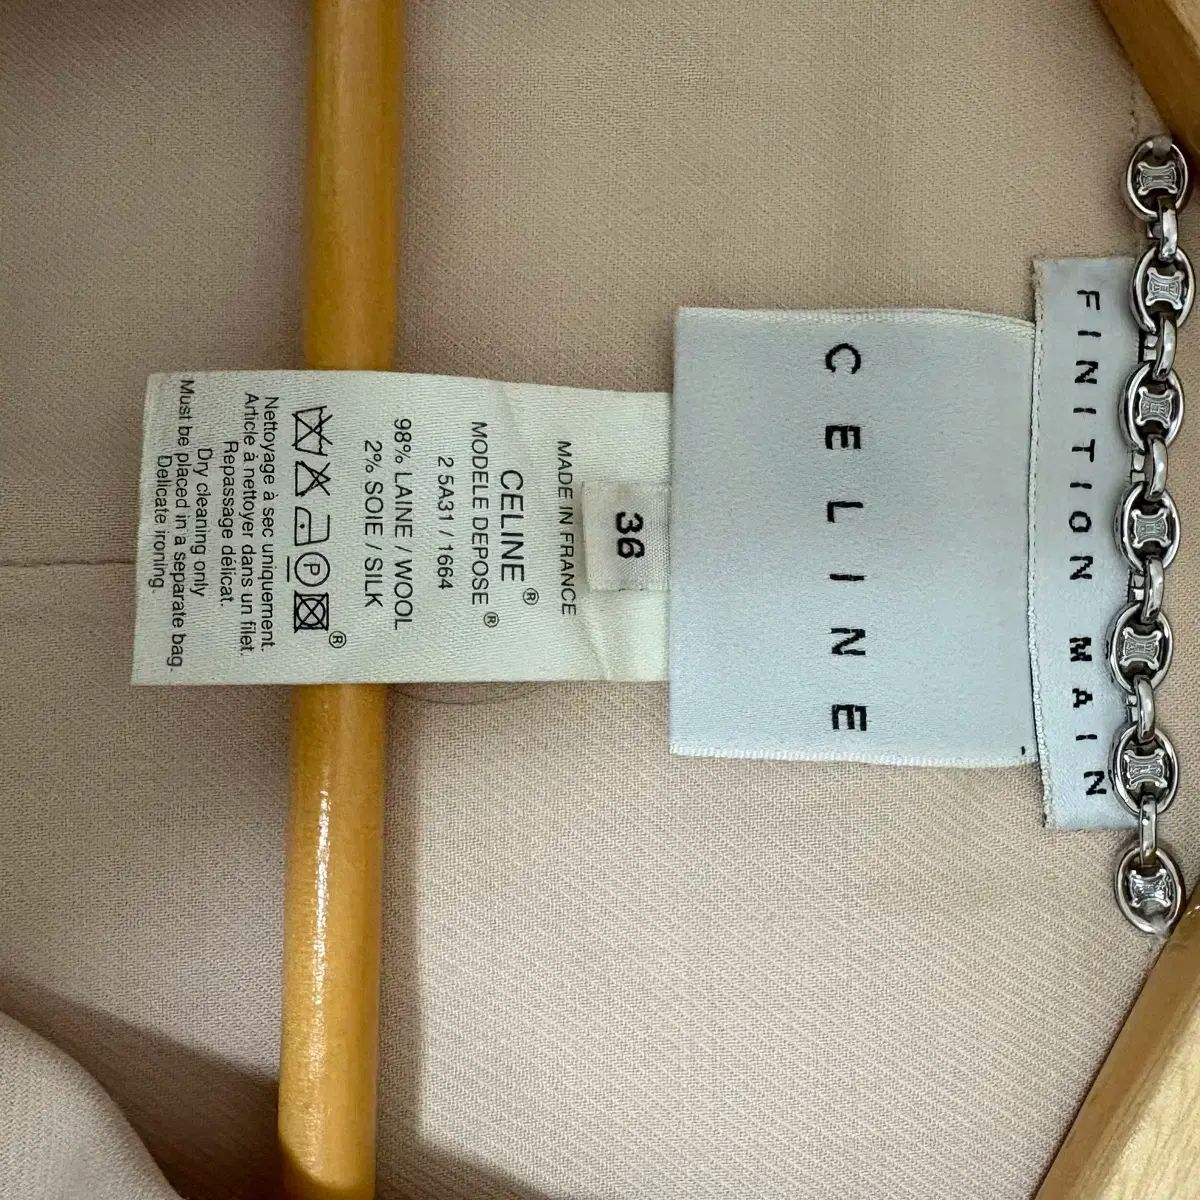 FINITION MAIN
CELINE
36
MADE IN FRANCE
CELINE®
MODELE DEPOSE®
2 5A31 / 1664
98% LAINE / WOOL
2% SOIE / SILK
®
P
Nettoyage à sec uniquement.
Article à nettoyer dans un filet.
Repassage délicat.
Dry cleaning only
Must be placed in a separate bag.
Delicate ironing.